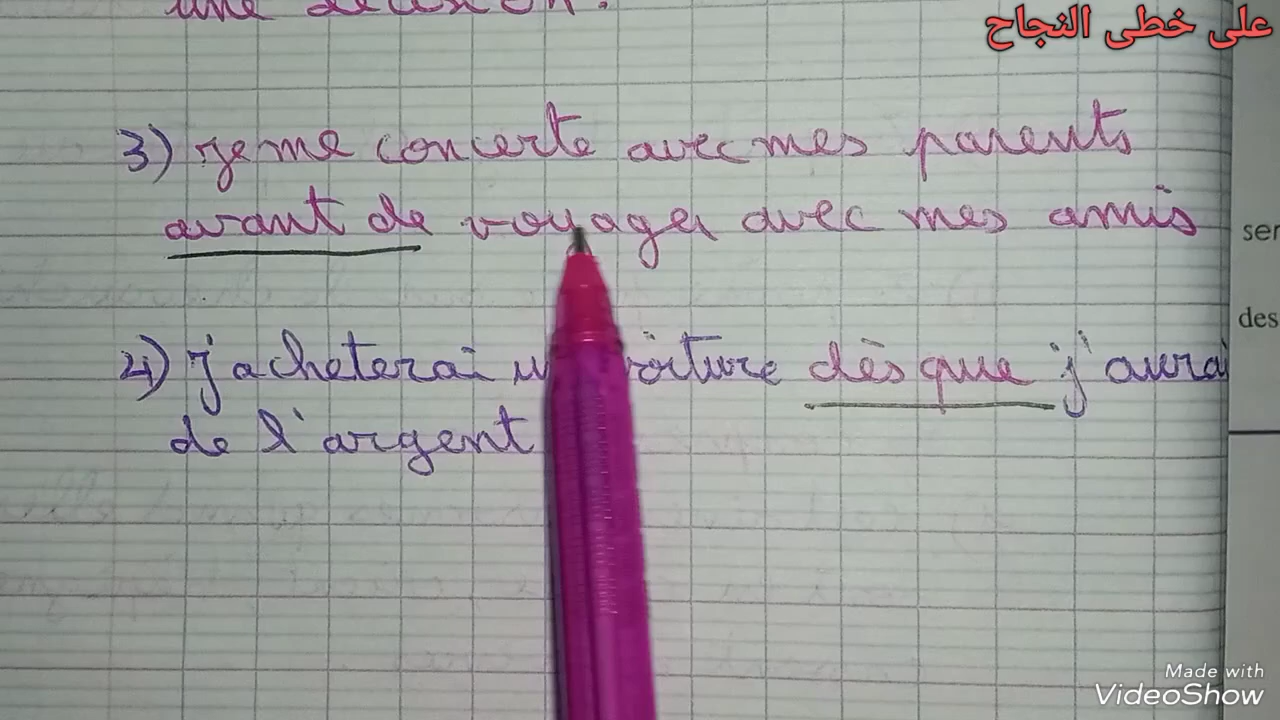 une décision.
على خطى النجاح
3) je me concerte avec mes parents
avant de voyager avec mes amis
ser
des
4) j'achèterai voiture dès que j'aurai
de l'argent
Made with
VideoShow